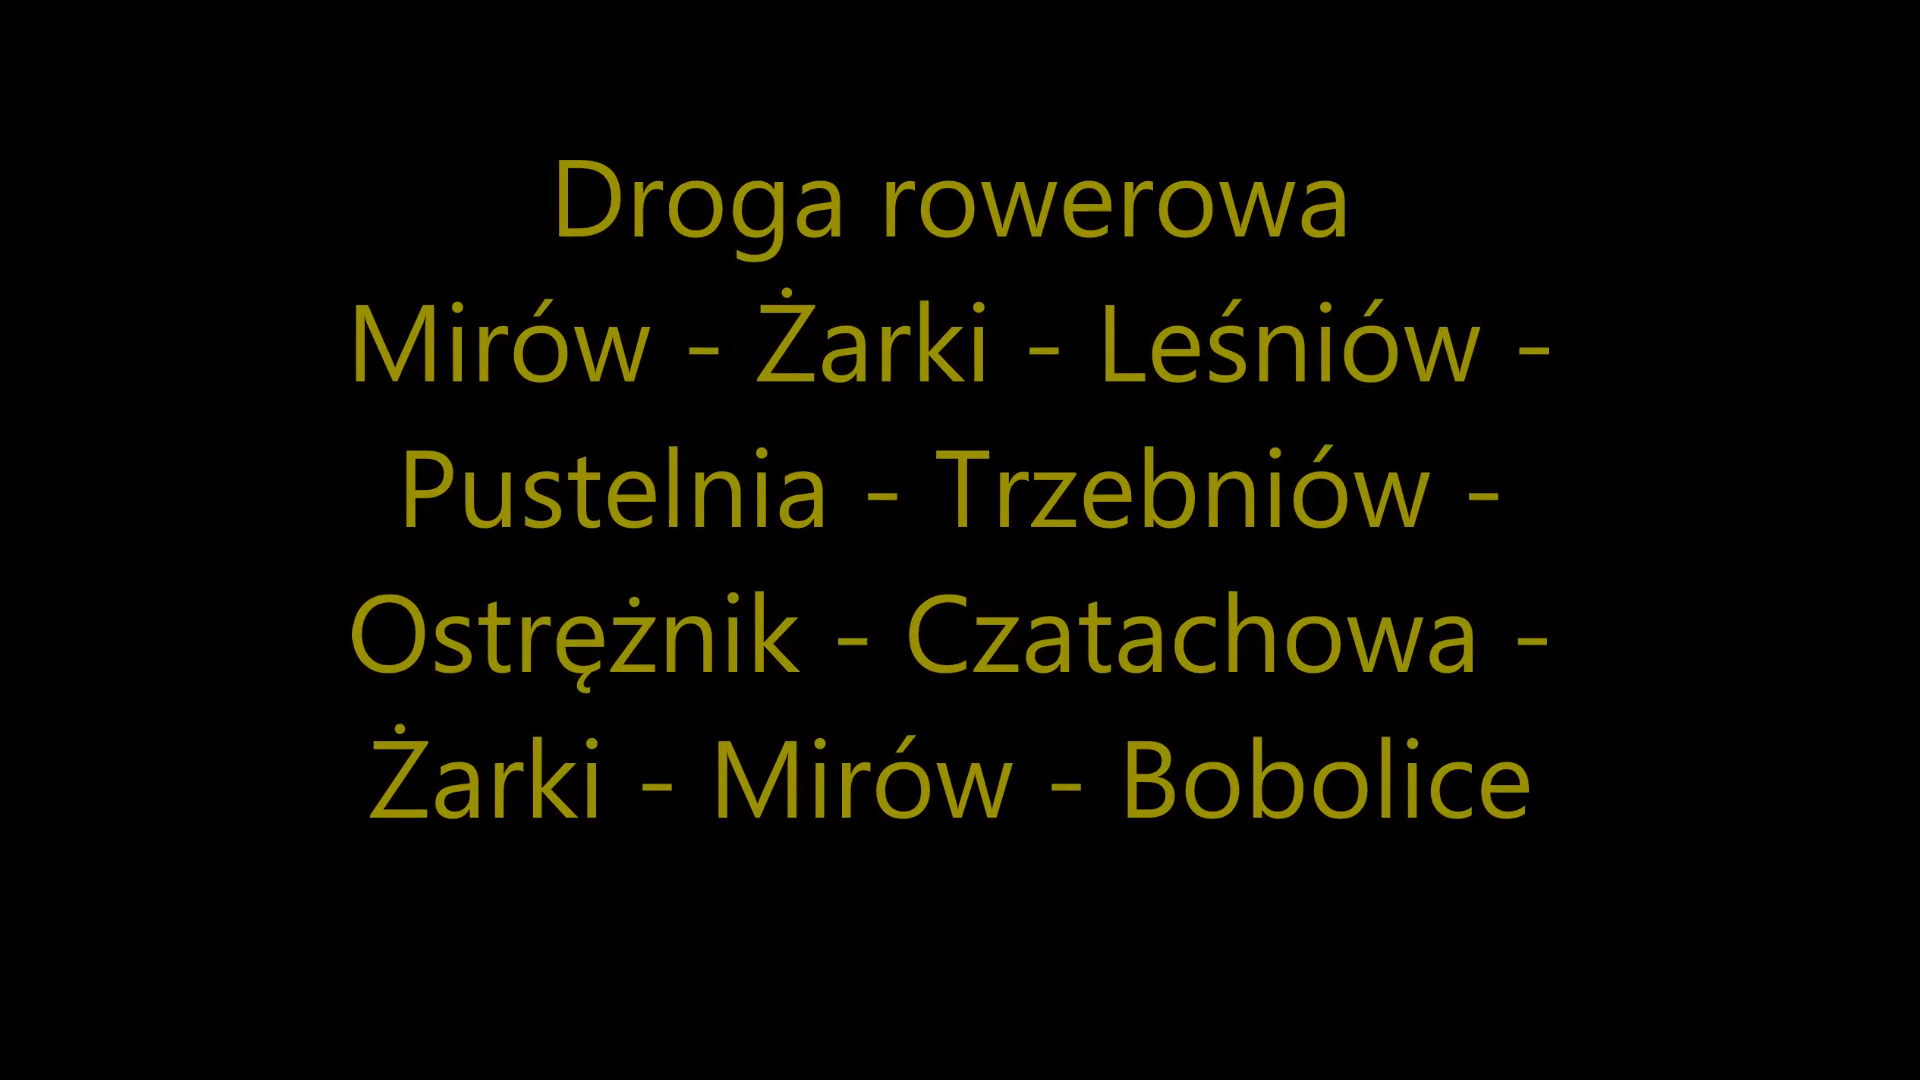 Droga rowerowa
Mirów - Żarki - Leśniów -
Pustelnia - Trzebniów -
Ostrężnik - Czatachowa -
Żarki - Mirów - Bobolice